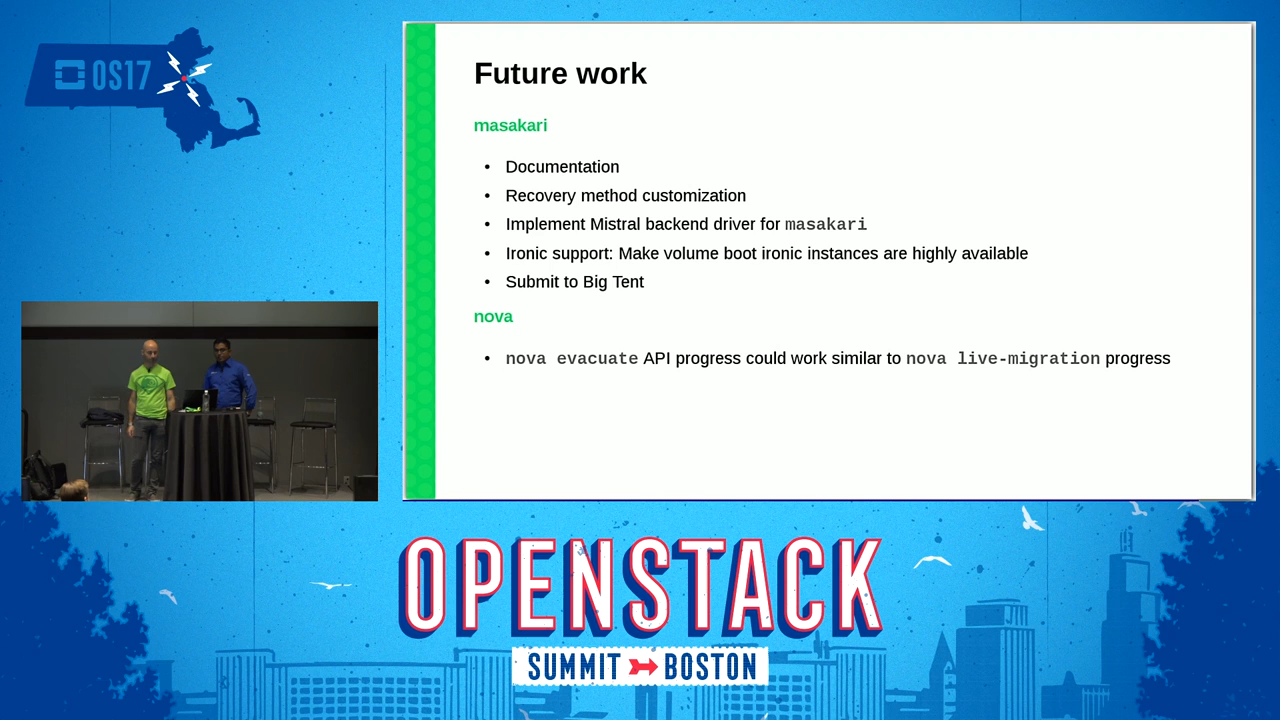 OS17
Future work
masakari
• Documentation
• Recovery method customization
• Implement Mistral backend driver for masakari
• Ironic support: Make volume boot ironic instances are highly available
• Submit to Big Tent
nova
• nova evacuate API progress could work similar to nova live-migration progress
OPENSTACK
SUMMIT BOSTON